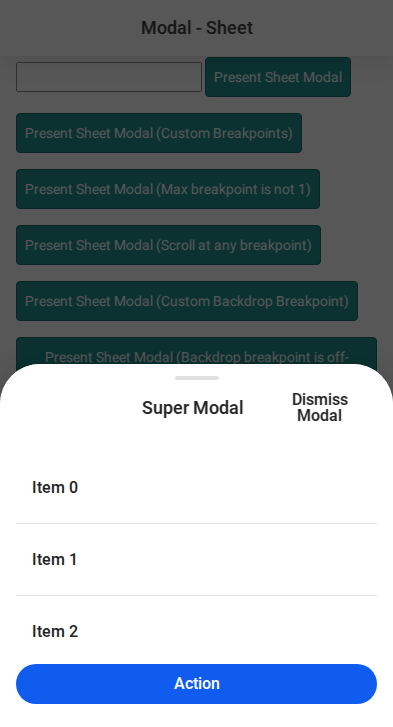 Modal - Sheet
Present Sheet Modal
Present Sheet Modal (Custom Breakpoints)
Present Sheet Modal (Max breakpoint is not 1)
Present Sheet Modal (Scroll at any breakpoint)
Present Sheet Modal (Custom Backdrop Breakpoint)
Present Sheet Modal (Backdrop breakpoint is off-
Super Modal
Dismiss
Modal
Item 0
Item 1
Item 2
Action